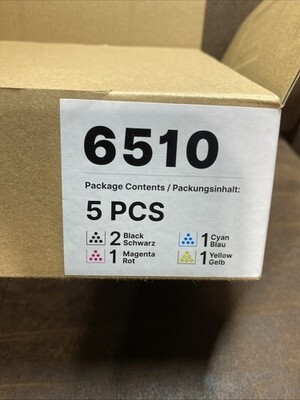 6510
Package Contents / Packungsinhalt:
5 PCS
2 Black Schwarz
1 Cyan Blau
1 Magenta Rot
1 Yellow Gelb